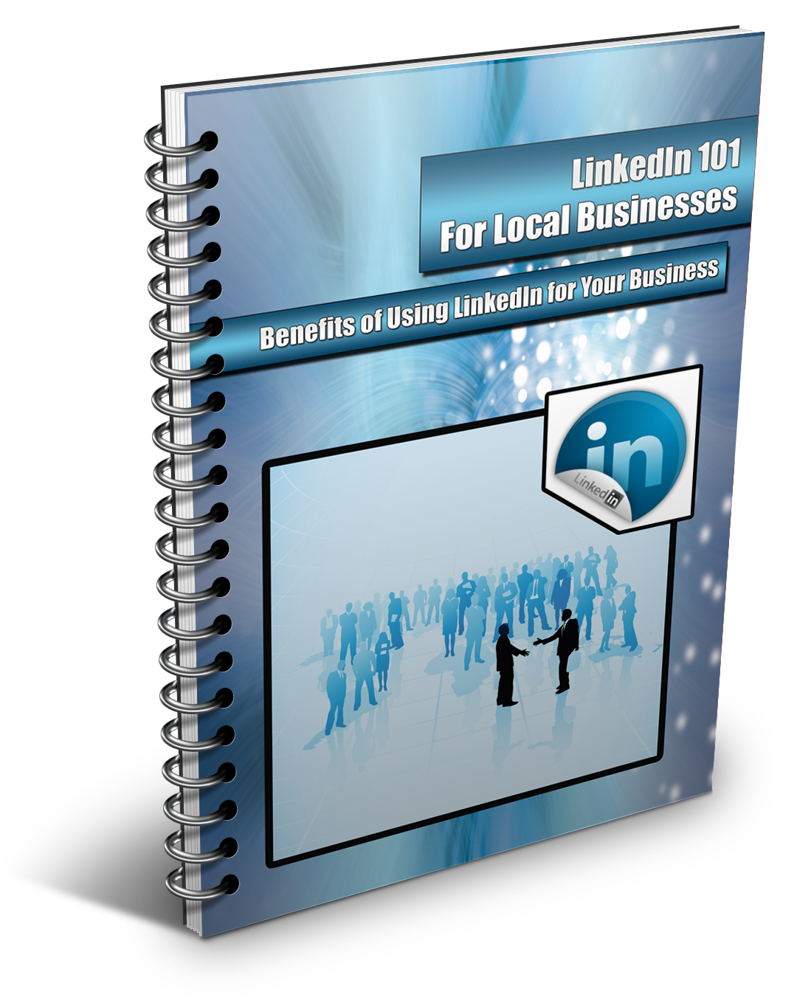 LinkedIn 101
For Local Businesses
Benefits of Using LinkedIn for Your Business
in
Linkedin